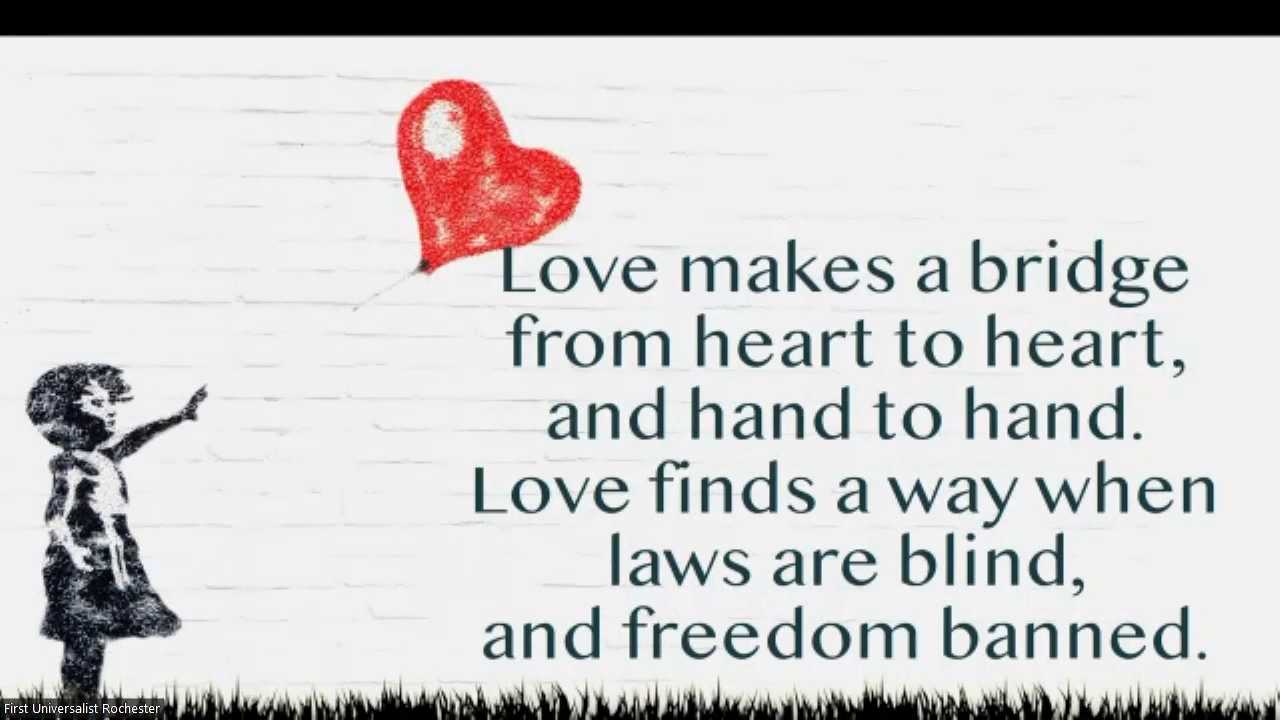 Love makes a bridge
from heart to heart,
and hand to hand.
Love finds a way when
laws are blind,
and freedom banned.
First Universalist Rochester